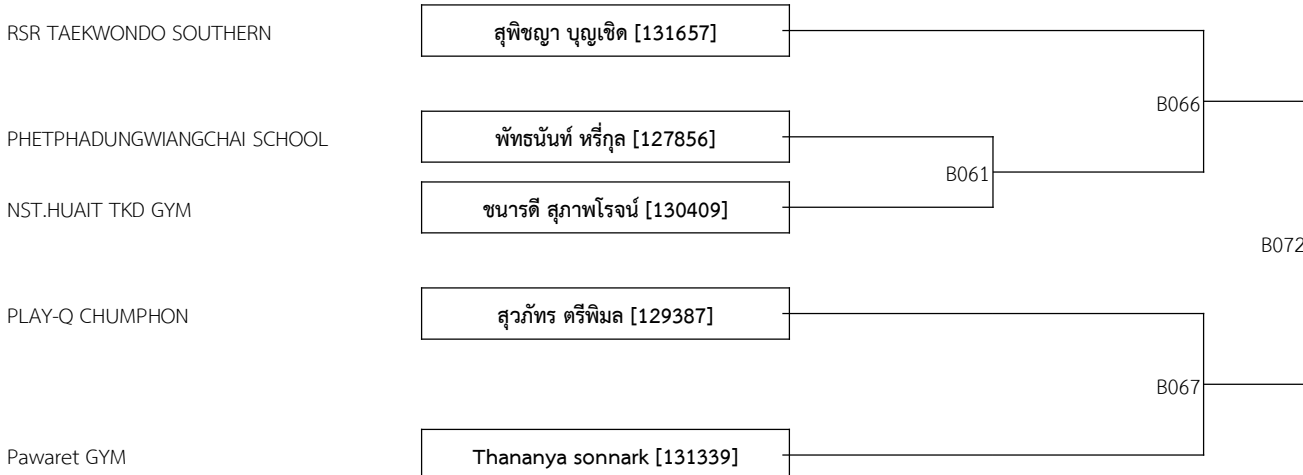 RSR TAEKWONDO SOUTHERN สุพิชญา บุญเชิด [131657]
B066
PHETPHADUNGWIANGCHAI SCHOOL พัทธนันท์ หรี่กุล [127856]
B061
NST.HUAIT TKD GYM ชนารดี สุภาพโรจน์ [130409]
B072
PLAY-Q CHUMPHON สุวภัทร ตรีพิมล [129387]
B067
Pawaret GYM Thananya sonnark [131339]